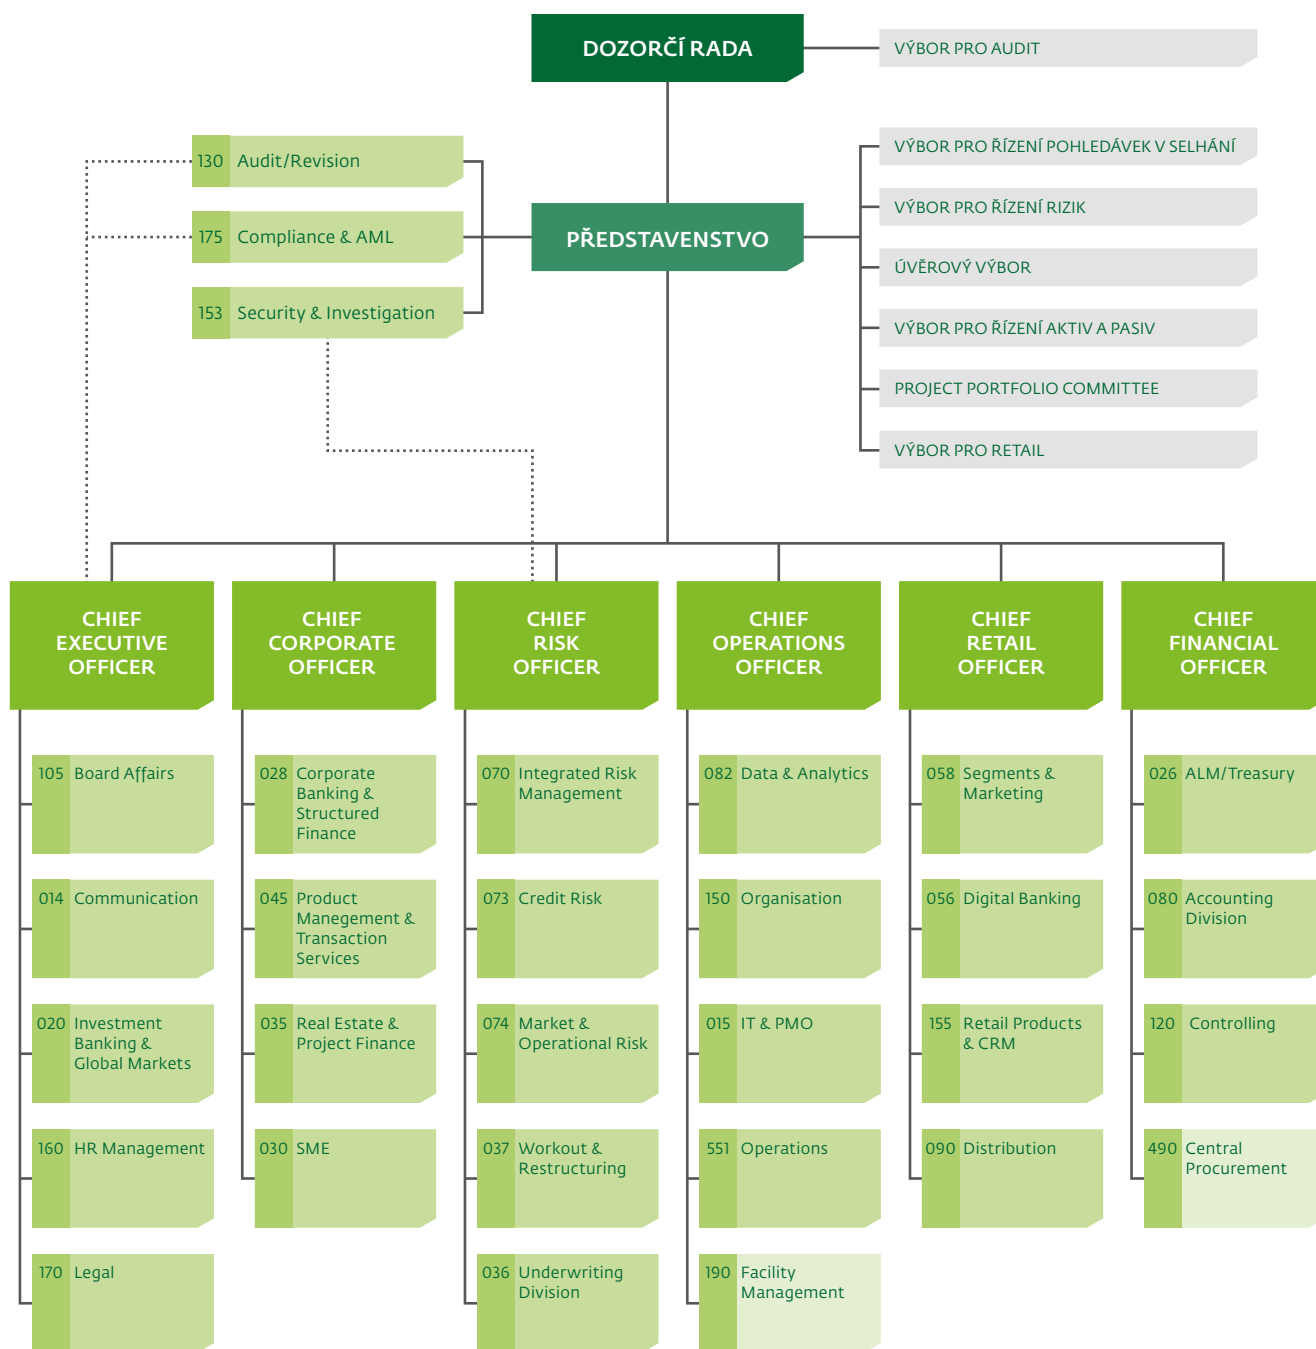 DOZORČÍ RADA
VÝBOR PRO AUDIT
130 Audit/Revision
175 Compliance & AML
153 Security & Investigation
PŘEDSTAVENSTVO
VÝBOR PRO ŘÍZENÍ POHLEDÁVEK V SELHÁNÍ
VÝBOR PRO ŘÍZENÍ RIZIK
ÚVĚROVÝ VÝBOR
VÝBOR PRO ŘÍZENÍ AKTIV A PASIV
PROJECT PORTFOLIO COMMITTEE
VÝBOR PRO RETAIL
CHIEF
EXECUTIVE
OFFICER
105 Board Affairs
014 Communication
020 Investment
Banking &
Global Markets
160 HR Management
170 Legal
CHIEF
CORPORATE
OFFICER
028 Corporate
Banking &
Structured
Finance
045 Product
Manegement &
Transaction
Services
035 Real Estate &
Project Finance
030 SME
CHIEF
RISK
OFFICER
070 Integrated Risk
Management
073 Credit Risk
074 Market &
Operational Risk
037 Workout &
Restructuring
036 Underwriting
Division
CHIEF
OPERATIONS
OFFICER
082 Data & Analytics
150 Organisation
015 IT & PMO
551 Operations
190 Facility
Management
CHIEF
RETAIL
OFFICER
058 Segments &
Marketing
056 Digital Banking
155 Retail Products
& CRM
090 Distribution
CHIEF
FINANCIAL
OFFICER
026 ALM/Treasury
080 Accounting
Division
120 Controlling
490 Central
Procurement